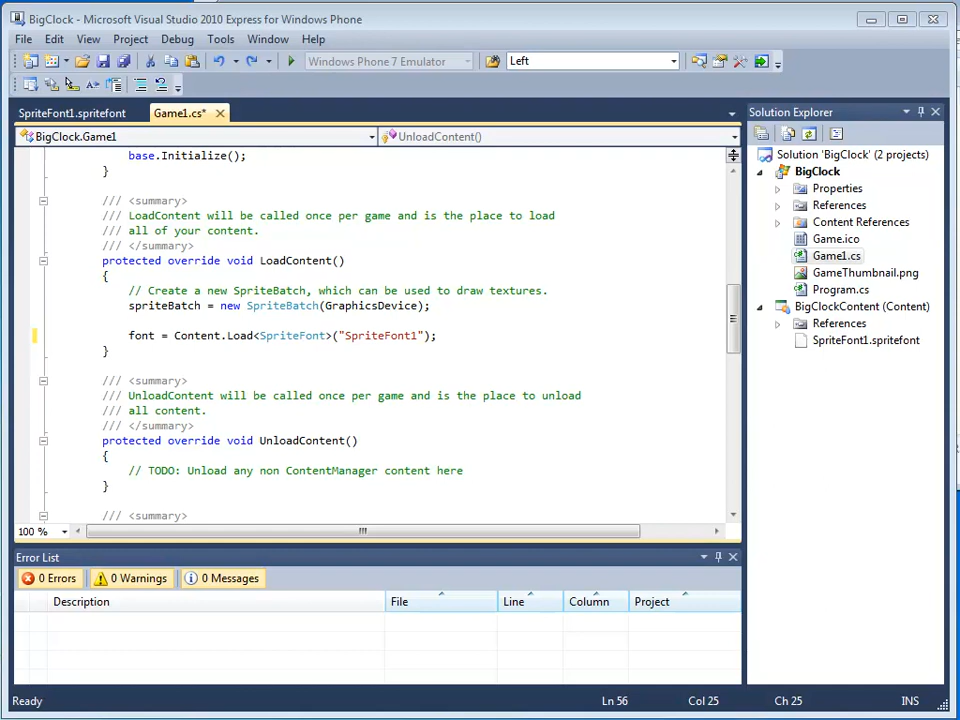 BigClock - Microsoft Visual Studio 2010 Express for Windows Phone
File Edit View Project Debug Tools Window Help
Windows Phone 7 Emulator Left
SpriteFont1.spritefont Game1.cs*
BigClock.Game1 UnloadContent()
base.Initialize();
}
/// <summary>
/// LoadContent will be called once per game and is the place to load
/// all of your content.
/// </summary>
protected override void LoadContent()
{
// Create a new SpriteBatch, which can be used to draw textures.
spriteBatch = new SpriteBatch(GraphicsDevice);
font = Content.Load<SpriteFont>("SpriteFont1");
}
/// <summary>
/// UnloadContent will be called once per game and is the place to unload
/// all content.
/// </summary>
protected override void UnloadContent()
{
// TODO: Unload any non ContentManager content here
}
/// <summary>
100 %
Solution Explorer
Solution 'BigClock' (2 projects)
BigClock
Properties
References
Content References
Game.ico
Game1.cs
GameThumbnail.png
Program.cs
BigClockContent (Content)
References
SpriteFont1.spritefont
Error List
0 Errors 0 Warnings 0 Messages
Description File Line Column Project
Ready Ln 56 Col 25 Ch 25 INS